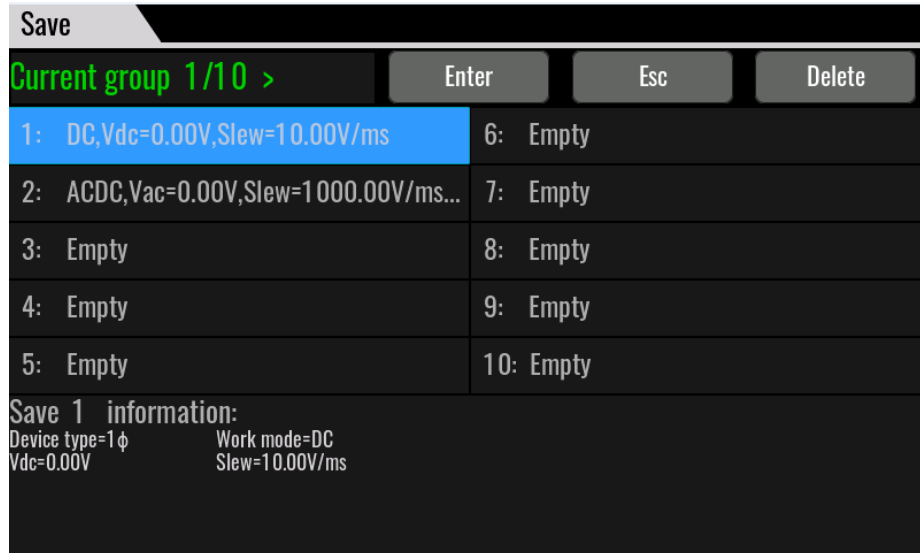 Save
Current group 1/10 >
Enter
Esc
Delete
1: DC,Vdc=0.00V,Slew=10.00V/ms
2: ACDC,Vac=0.00V,Slew=1000.00V/ms...
3: Empty
4: Empty
5: Empty
6: Empty
7: Empty
8: Empty
9: Empty
10: Empty
Save 1 information:
Device type=1ϕ Work mode=DC
Vdc=0.00V Slew=10.00V/ms